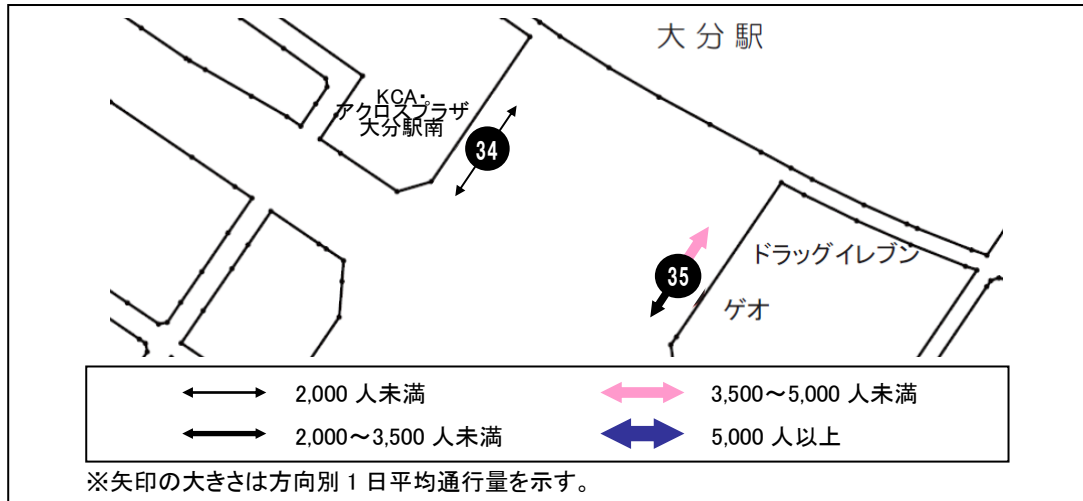 大分駅
KCA・
アクロスプラザ
大分駅南
34
35
ドラッグイレブン
ゲオ
2,000 人未満
3,500～5,000 人未満
2,000～3,500 人未満
5,000 人以上
※矢印の大きさは方向別 1 日平均通行量を示す。